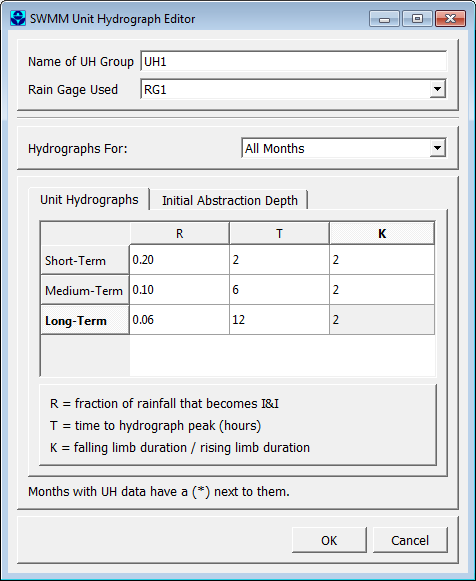 SWMM Unit Hydrograph Editor
Name of UH Group UH1
Rain Gage Used RG1
Hydrographs For: All Months
Unit Hydrographs Initial Abstraction Depth
R T K
Short-Term 0.20 2 2
Medium-Term 0.10 6 2
Long-Term 0.06 12 2
R = fraction of rainfall that becomes I&I
T = time to hydrograph peak (hours)
K = falling limb duration / rising limb duration
Months with UH data have a (*) next to them.
OK Cancel